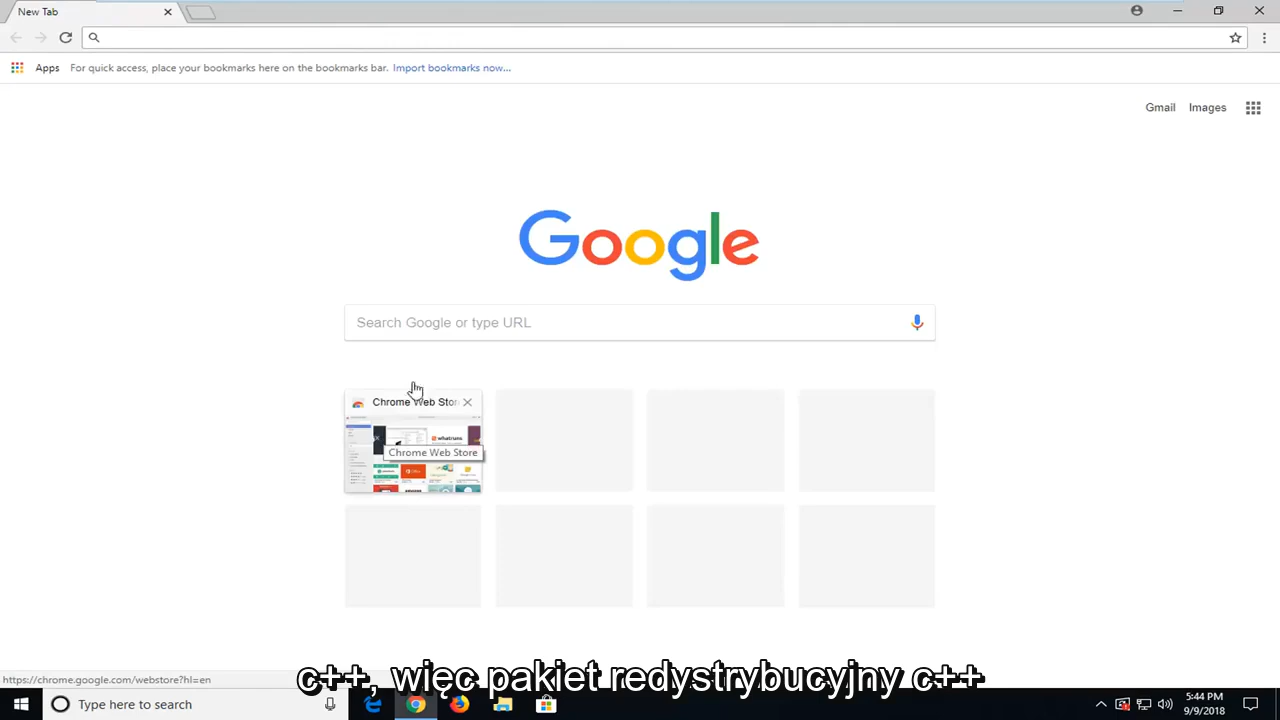 New Tab
Apps For quick access, place your bookmarks here on the bookmarks bar. Import bookmarks now...
Gmail Images
Google
Search Google or type URL
Chrome Web Stor
whatruns
Chrome Web Store
https://chrome.google.com/webstore?hl=en
c++, więc pakiet redystrybucyjny c++
Type here to search
5:44 PM
9/9/2018